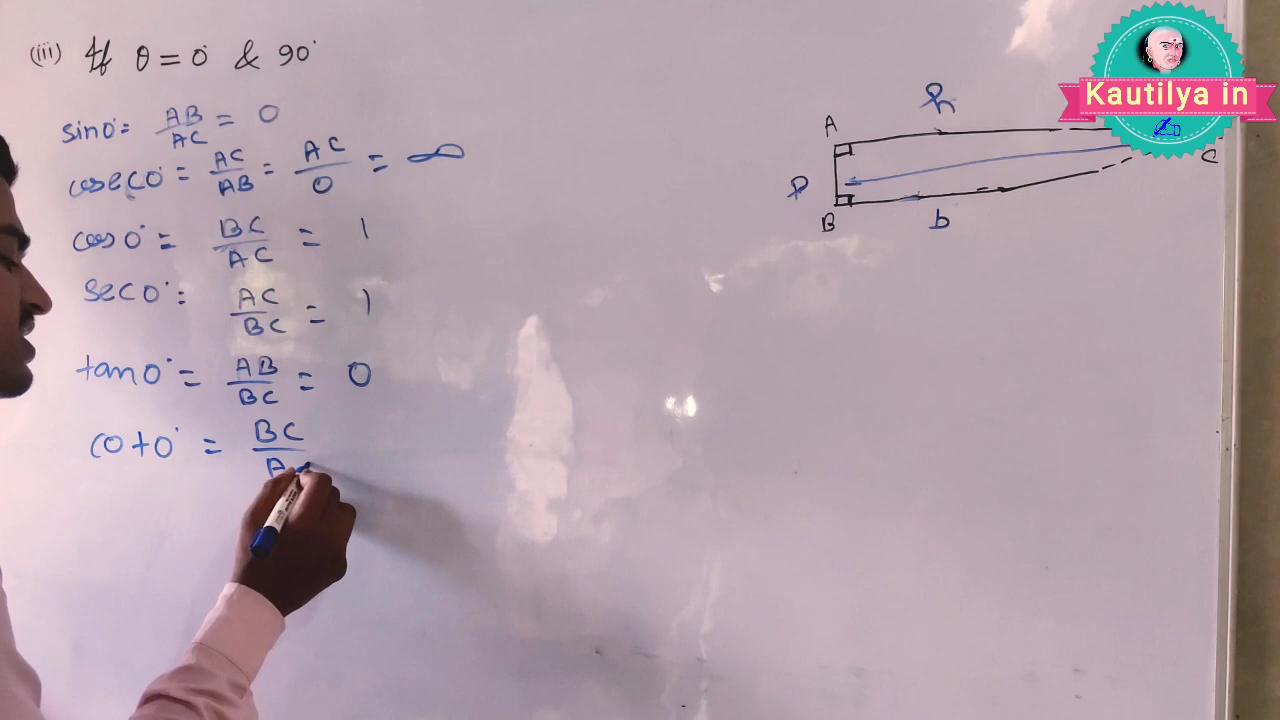 (iii) If θ = 0° & 90°
sin0° = AB/AC = 0
cosec0° = AC/AB = AC/0 = ∞
cos0° = BC/AC = 1
sec0° = AC/BC = 1
tan0° = AB/BC = 0
cot0° = BC/A
h
A
C
P
B
b
Kautilya in